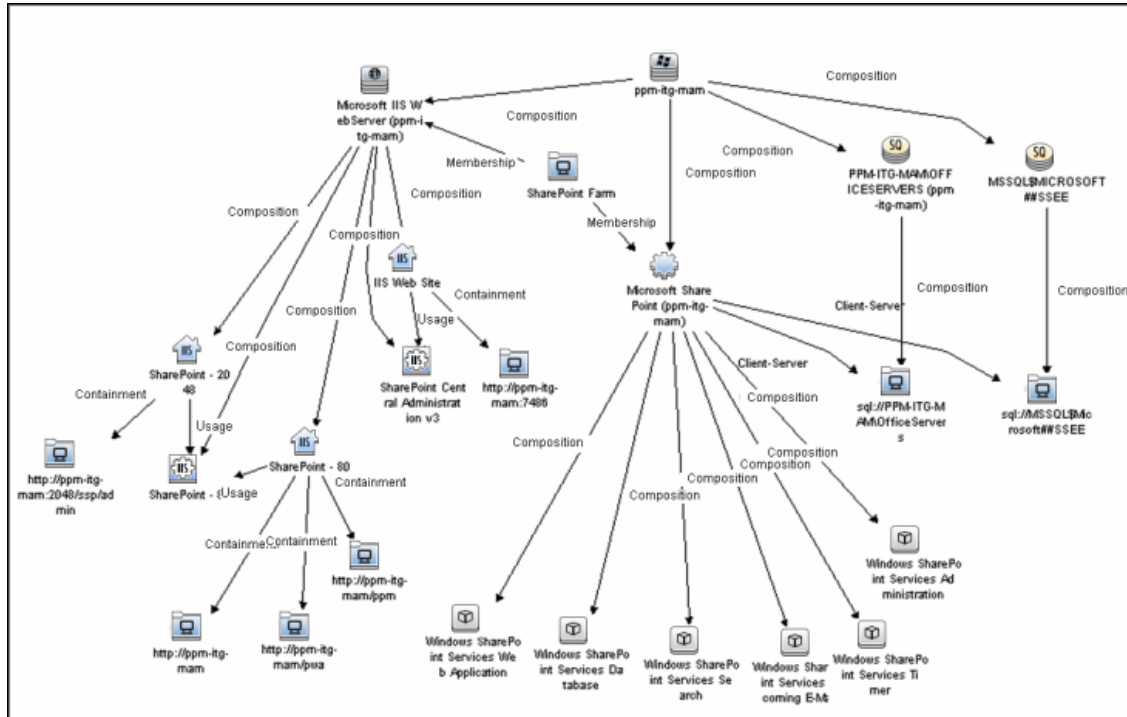 Composition
ppm-itg-mam
Microsoft IIS W
ebServer (ppm-i
tg-mam)
Composition
Membership
SharePoint Farm
Composition
Composition
PPM-ITG-MAM\OFF
ICESERVERS (ppm
-itg-mam)
MSSQL$MICROSOFT
##SSEE
Composition
Composition
Membership
Composition
IIS Web Site
Containment
Microsoft Share
Point (ppm-itg-
mam)
Composition
Composition
Composition
Usage
Client-Server
SharePoint - 20
48
Composition
SharePoint Cent
ral Administrat
ion v3
http://ppm-itg-
mam:7486
Client-Server
Composition
sql://PPM-ITG-M
AM\OfficeServer
s
sql://MSSQL$Mic
rosoft##SSEE
Containment
Usage
Composition
Composition
Composition
Composition
http://ppm-itg-
mam:2048/ssp/ad
min
SharePoint -
Usage
SharePoint - 80
Containment
Containment
Containment
http://ppm-itg-
mam/ppm
http://ppm-itg-
mam
http://ppm-itg-
mam/pwa
Windows SharePo
int Services Ad
ministration
Windows SharePo
int Services We
b Application
Windows SharePo
int Services Da
tabase
Windows SharePo
int Services Se
arch
Windows Shar
int Services
coming E-Ma
Windows SharePo
int Services Ti
mer